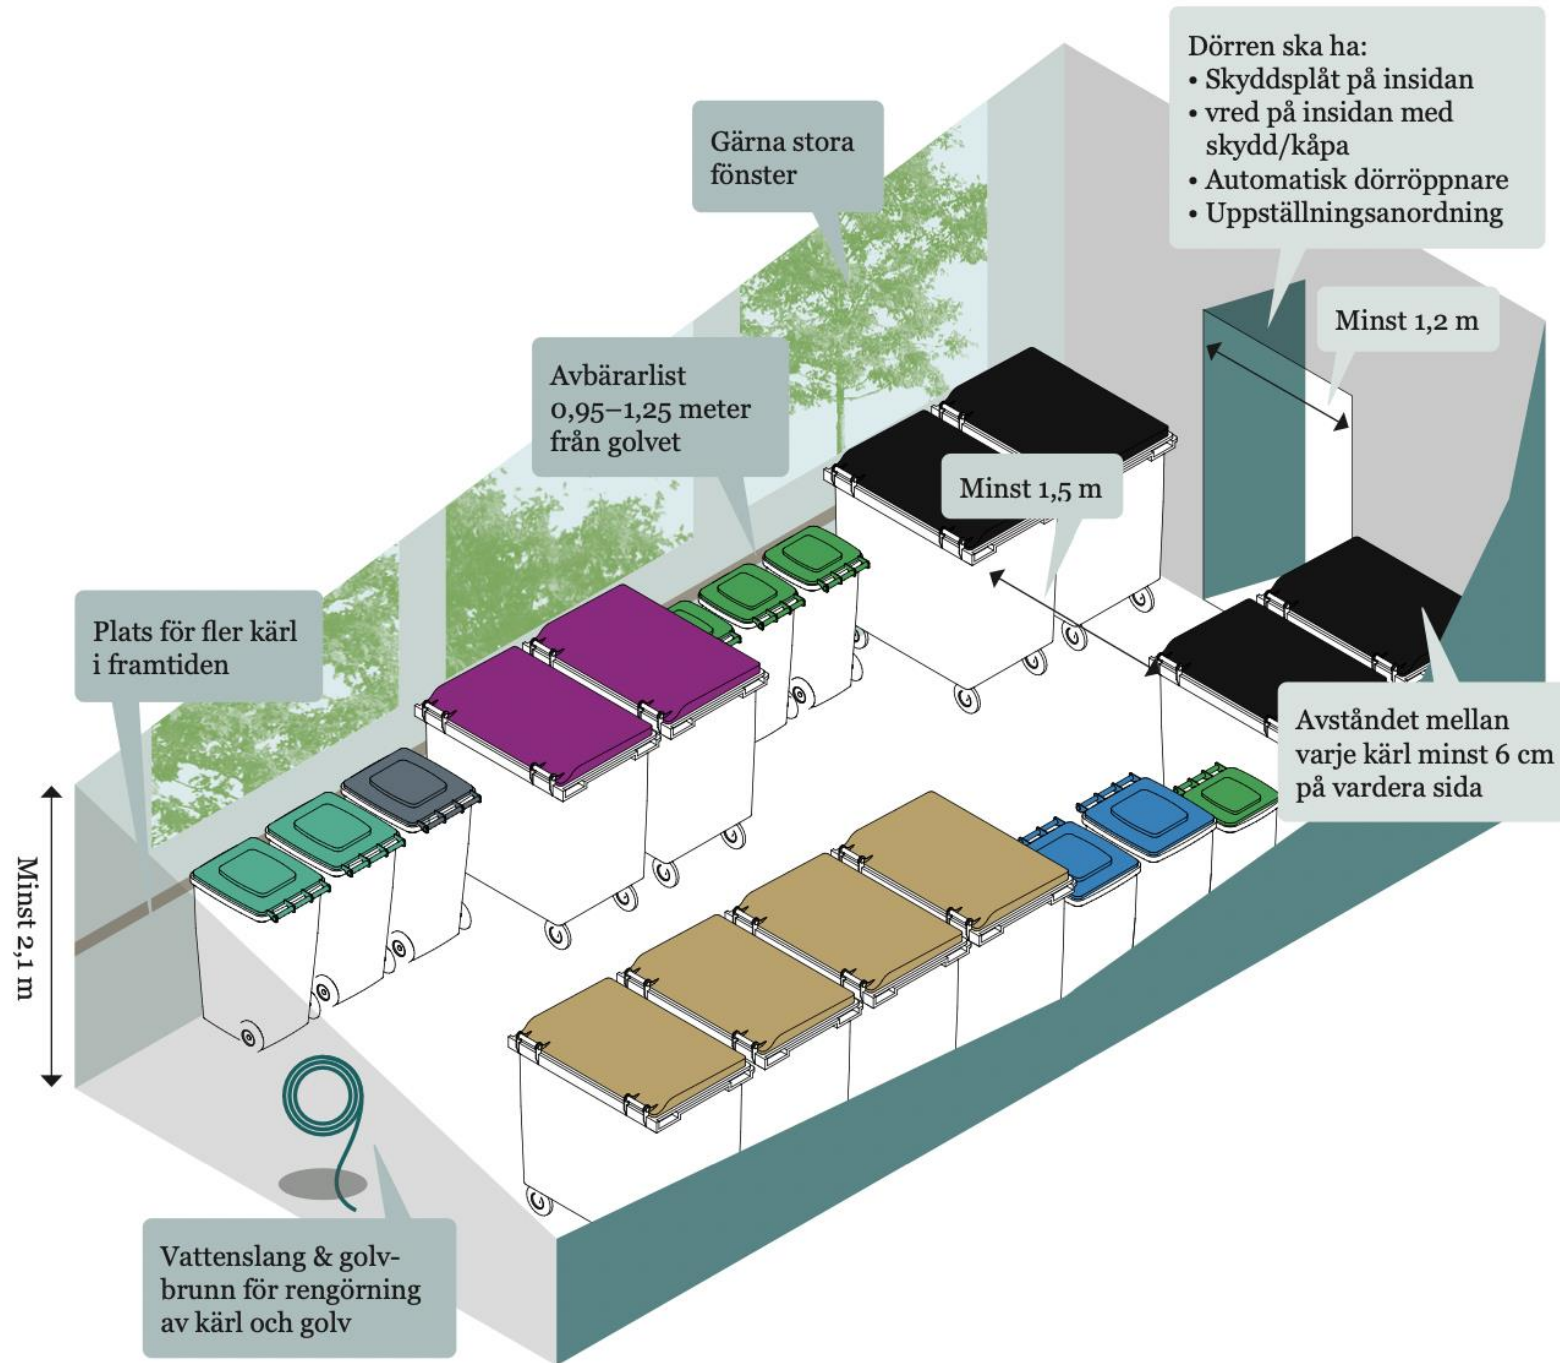 Dörren ska ha:
• Skyddsplåt på insidan
• vred på insidan med
skydd/kåpa
• Automatisk dörröppnare
• Uppställningsanordning
Gärna stora
fönster
Minst 1,2 m
Avbärarlist
0,95–1,25 meter
från golvet
Minst 1,5 m
Plats för fler kärl
i framtiden
Avståndet mellan
varje kärl minst 6 cm
på vardera sida
Minst 2,1 m
Vattenslang & golv-
brunn för rengörning
av kärl och golv